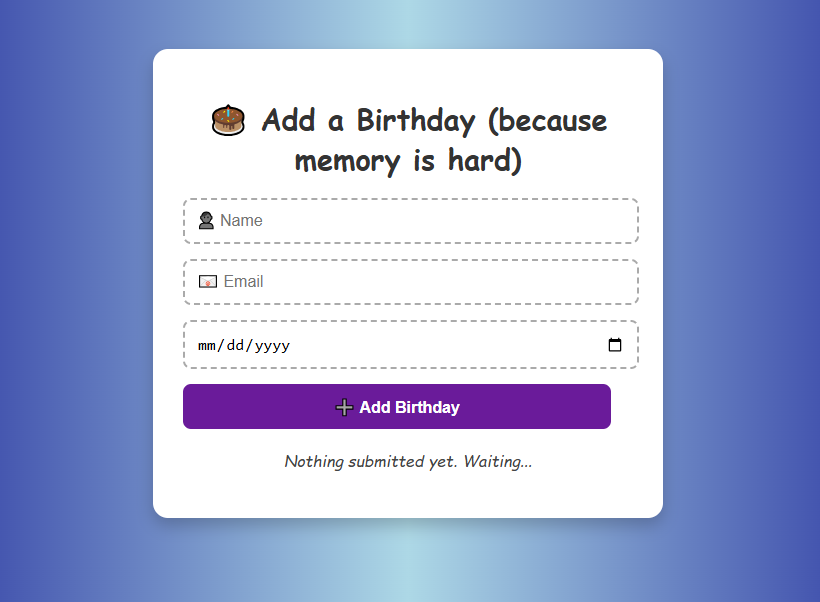 🎂 Add a Birthday (because
memory is hard)
👤 Name
📧 Email
mm/dd/yyyy
➕ Add Birthday
Nothing submitted yet. Waiting...